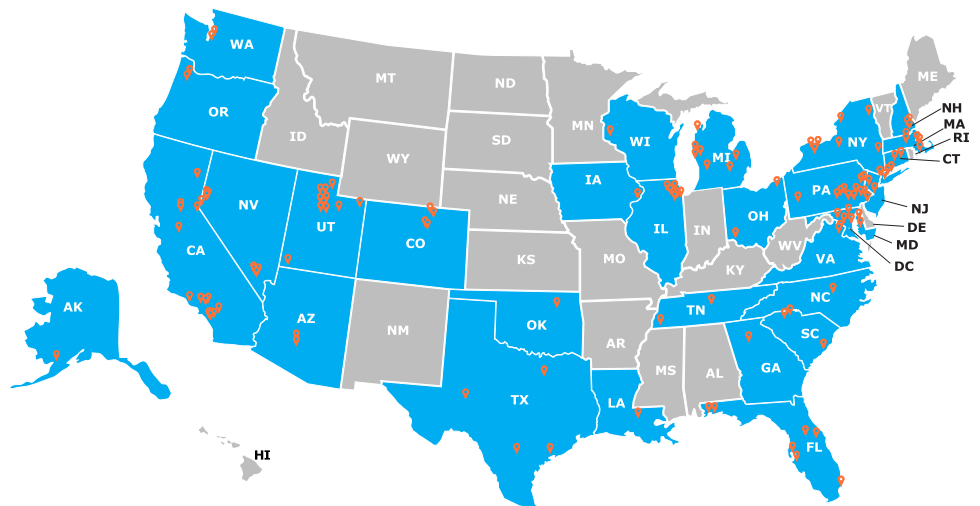 WA
ME
MT
ND
VT
NH
OR
MN
MA
ID
SD
WI
NY
RI
MI
CT
WY
IA
PA
NE
NV
NJ
OH
UT
IL
IN
DE
CO
WV
MD
CA
KS
MO
VA
DC
KY
AK
NC
TN
AZ
OK
NM
AR
SC
MS
AL
GA
TX
LA
FL
HI